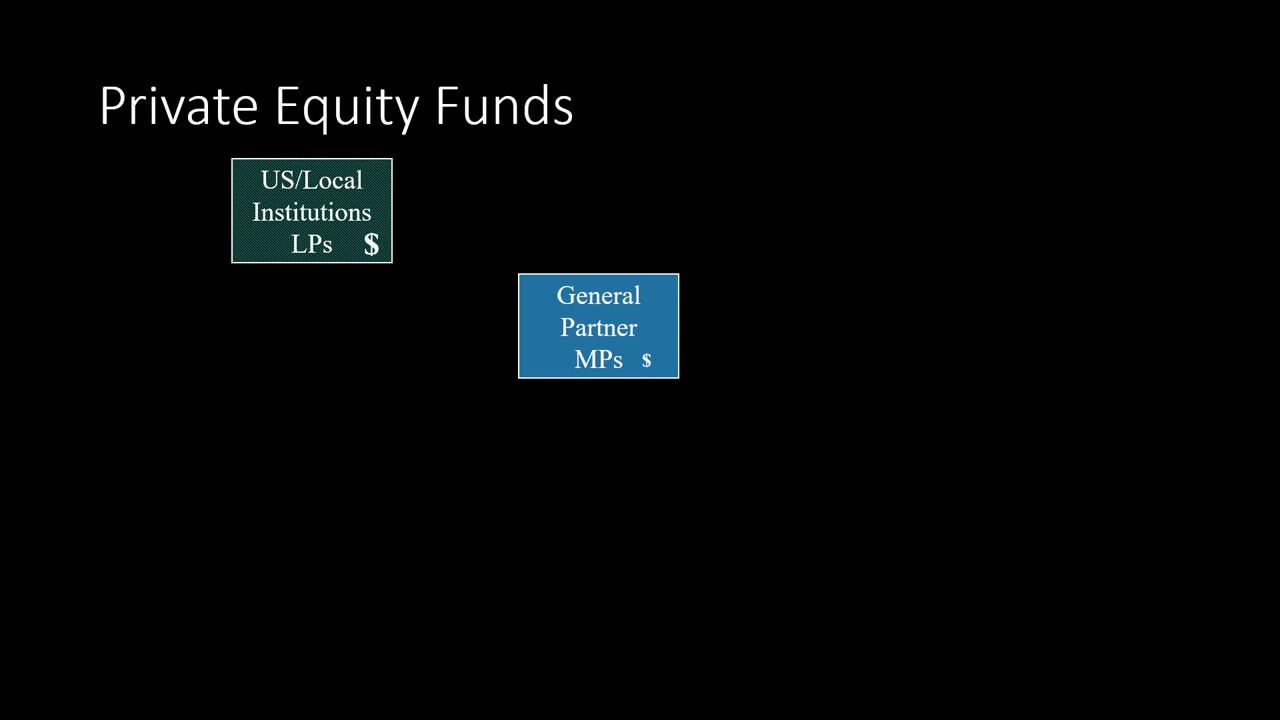 Private Equity Funds
US/Local
Institutions
LPs $
General
Partner
MPs $